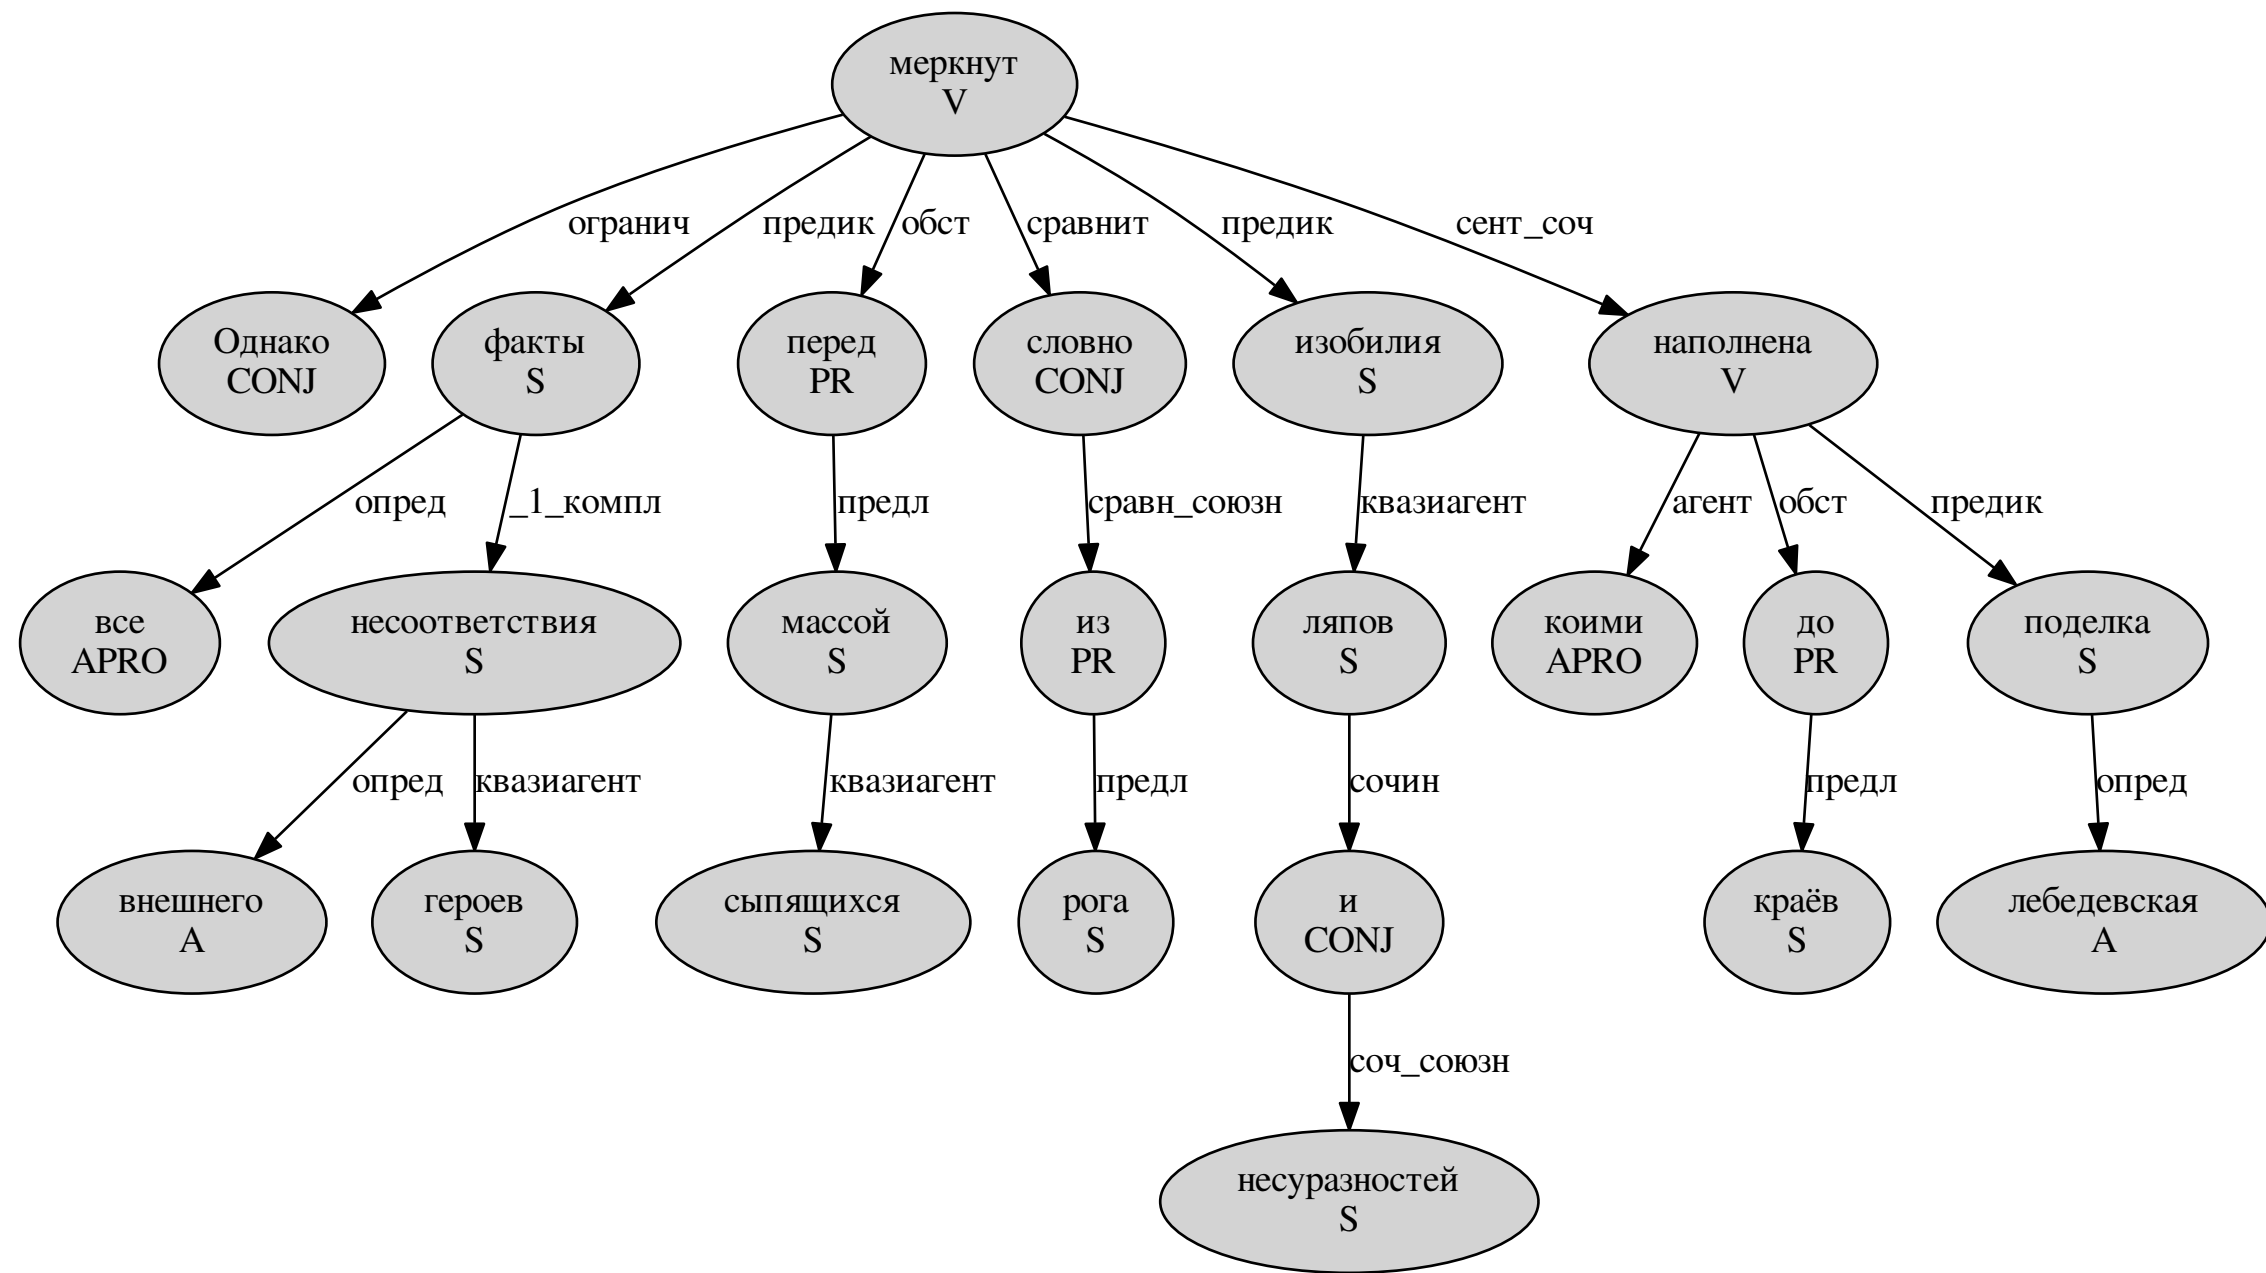 меркнут
V
огранич
предик
обст
сравнит
предик
сент_соч
Однако
CONJ
факты
S
перед
PR
словно
CONJ
изобилия
S
наполнена
V
опред
_1_компл
предл
сравн_союзн
квазиагент
агент
обст
предик
все
APRO
несоответствия
S
массой
S
из
PR
ляпов
S
коими
APRO
до
PR
поделка
S
опред
квазиагент
квазиагент
предл
сочин
предл
опред
внешнего
A
героев
S
сыпящихся
S
рога
S
и
CONJ
краёв
S
лебедевская
A
соч_союзн
несуразностей
S